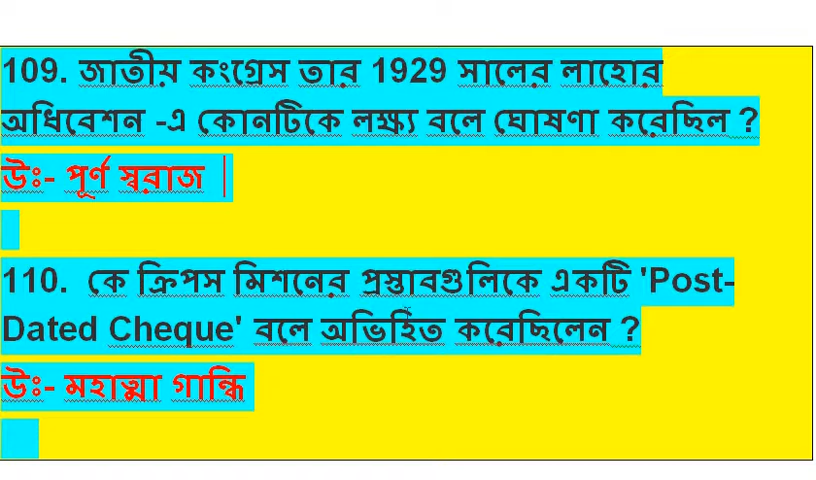 109. জাতীয় কংগ্রেস তার 1929 সালের লাহোর
অধিবেশন -এ কোনটিকে লক্ষ্য বলে ঘোষণা করেছিল ?
উঃ- পূর্ণ স্বরাজ |
110. কে ক্রিপস মিশনের প্রস্তাবগুলিকে একটি 'Post-
Dated Cheque' বলে অভিহিত করেছিলেন ?
উঃ- মহাত্মা গান্ধি